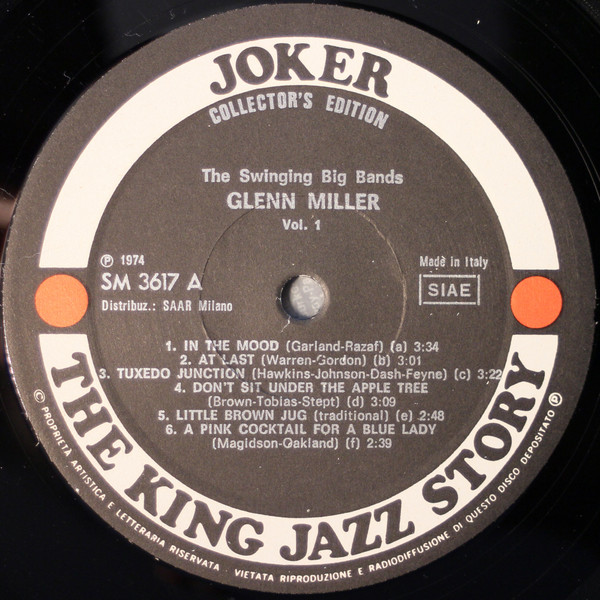 JOKER
COLLECTOR'S EDITION
The Swinging Big Bands
GLENN MILLER
Vol. 1
Ⓟ 1974
SM 3617 A
Distribuz.: SAAR Milano
Made in Italy
SIAE
1. IN THE MOOD (Garland-Razaf) (a) 3:34
2. AT LAST (Warren-Gordon) (b) 3:01
3. TUXEDO JUNCTION (Hawkins-Johnson-Dash-Feyne) (c) 3:22
4. DON'T SIT UNDER THE APPLE TREE
(Brown-Tobias-Stept) (d) 3:09
5. LITTLE BROWN JUG (traditional) (e) 2:48
6. A PINK COCKTAIL FOR A BLUE LADY
(Magidson-Oakland) (f) 2:39
THE KING JAZZ STORY
© PROPRIETA ARTISTICA E LETTERARIA RISERVATA . VIETATA RIPRODUZIONE E RADIODIFFUSIONE DI QUESTO DISCO DEPOSITATO Ⓟ